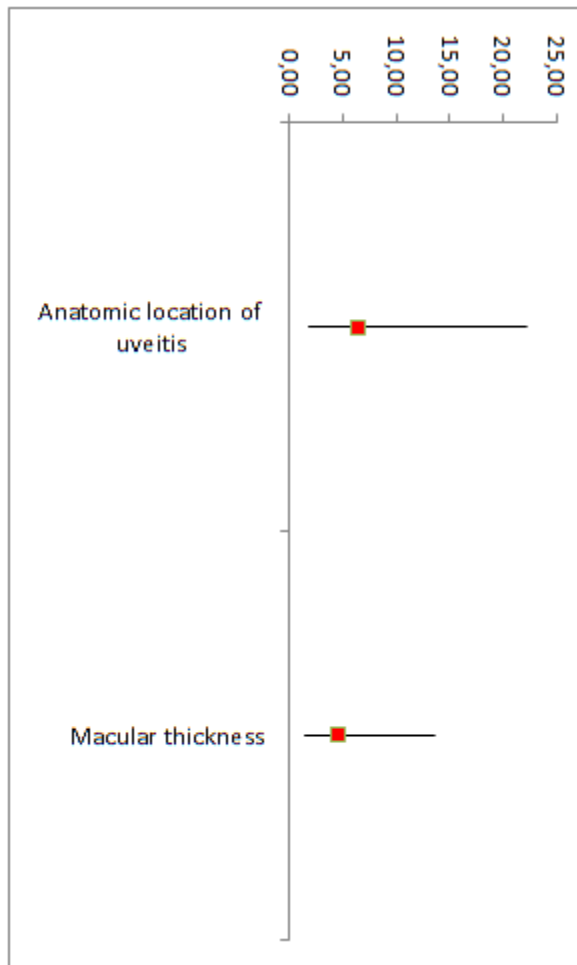 0,00
5,00
10,00
15,00
20,00
25,00
Anatomic location of
uveitis
Macular thickness